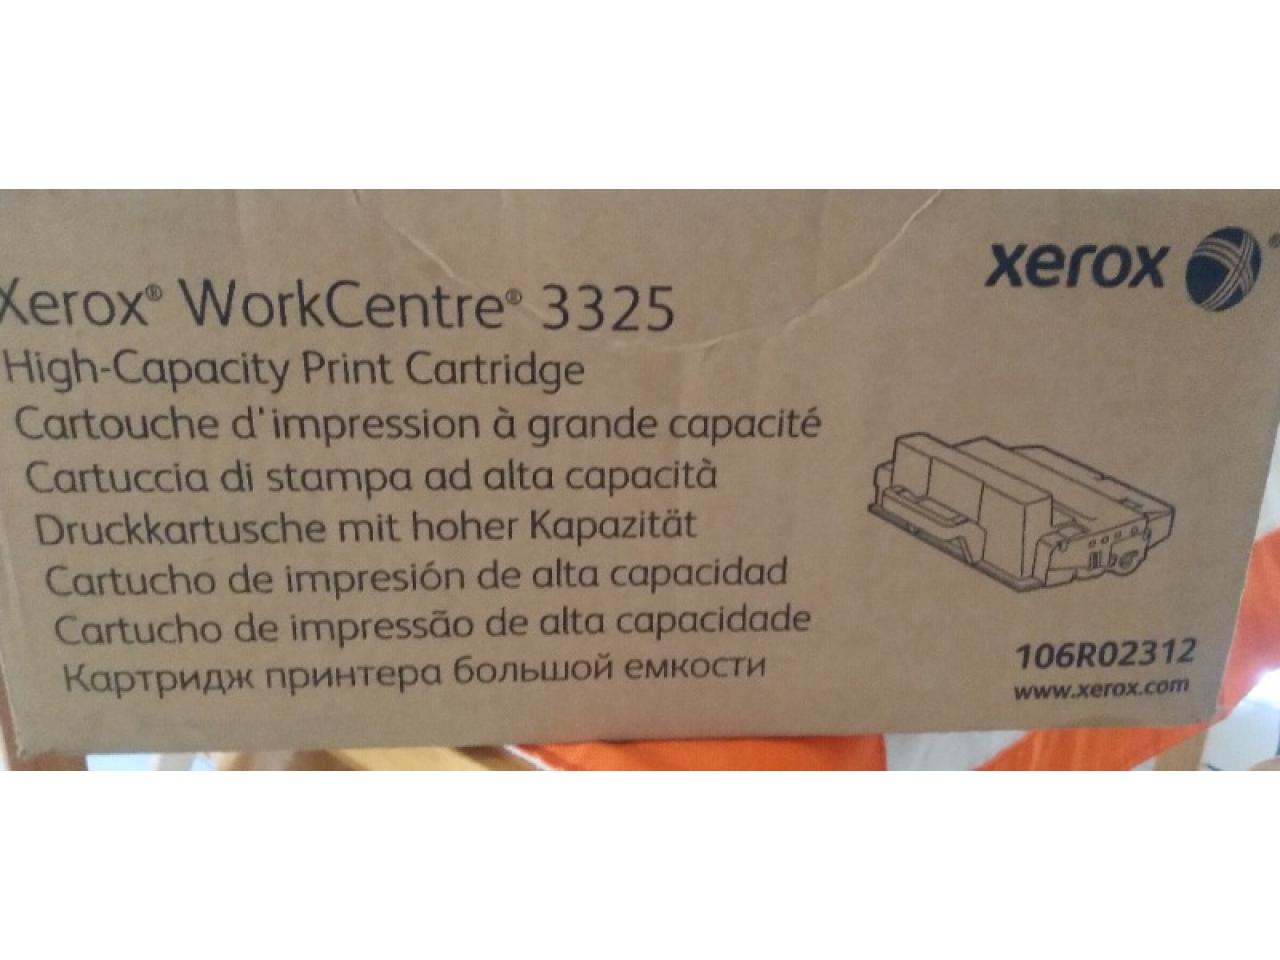 xerox ®
Xerox® WorkCentre® 3325
High-Capacity Print Cartridge
Cartouche d'impression à grande capacité
Cartuccia di stampa ad alta capacità
Druckkartusche mit hoher Kapazität
Cartucho de impresión de alta capacidad
Cartucho de impressão de alta capacidade
Картридж принтера большой емкости
106R02312
www.xerox.com